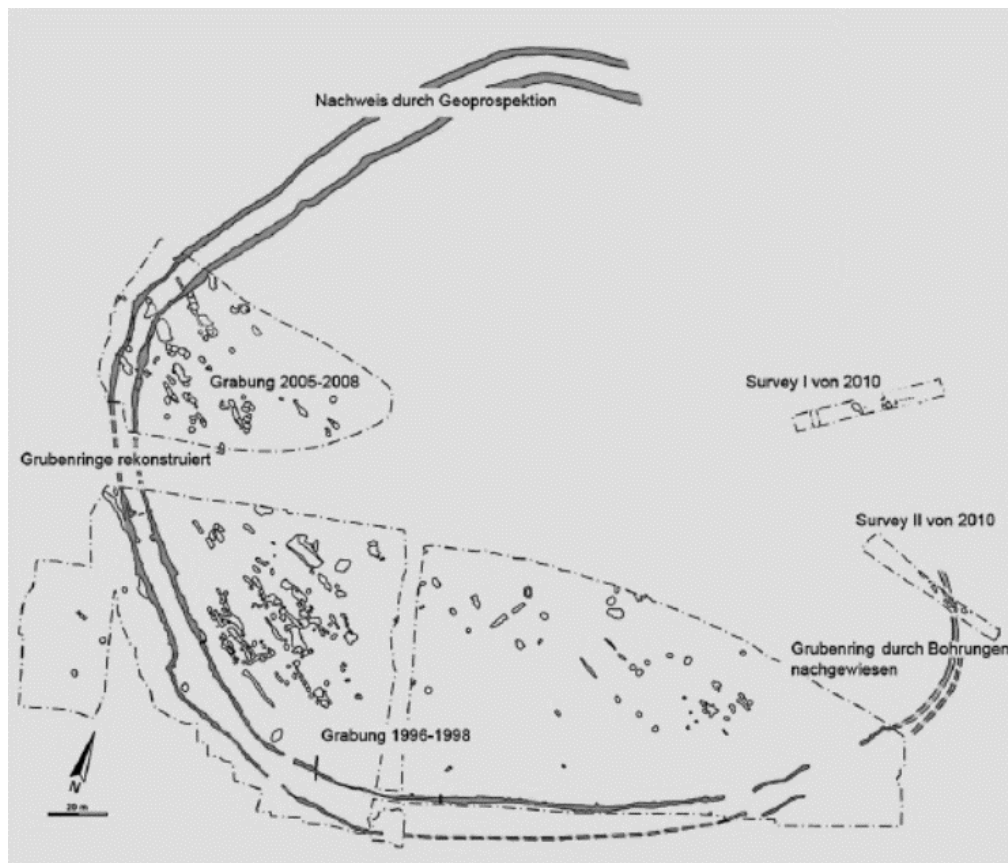 Nachweis durch Geoprospektion
Grabung 2005-2008
Survey I von 2010
Grubenringe rekonstruiert
Survey II von 2010
Grubenring durch Bohrungen
nachgewiesen
Grabung 1996-1998
N
20 m